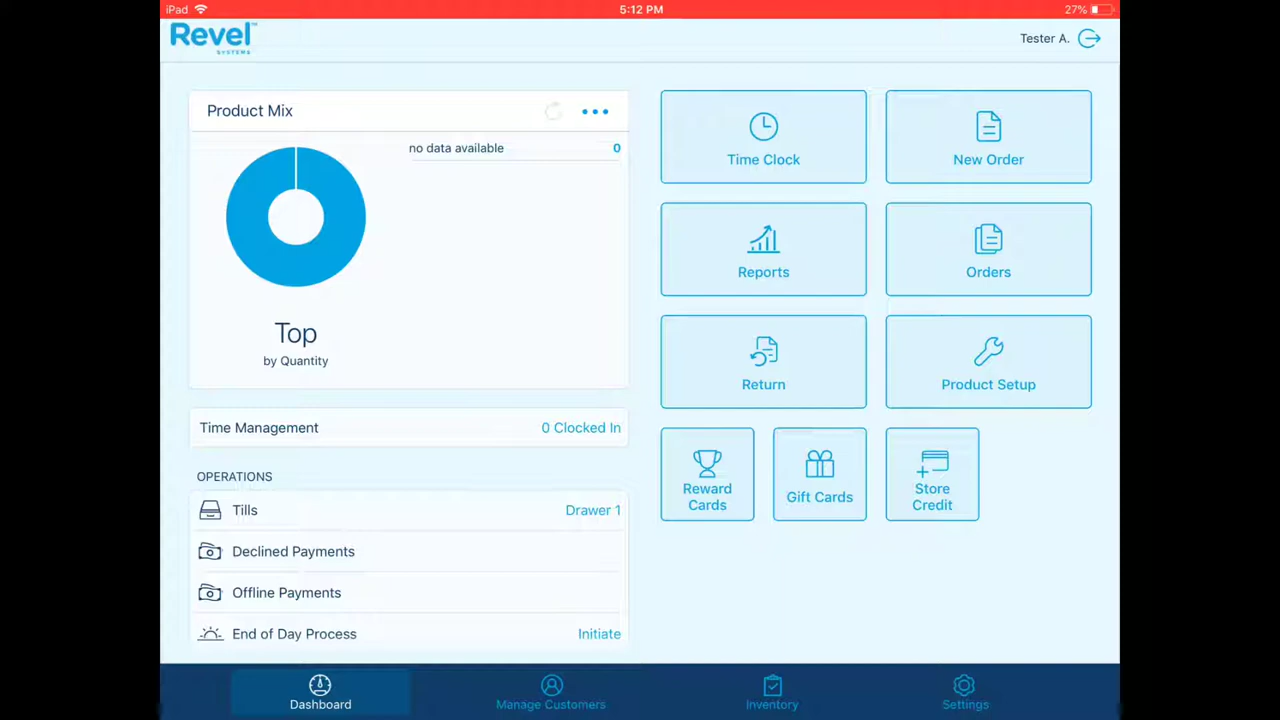 iPad 5:12 PM 27%
Revel™
SYSTEMS
Tester A.
Product Mix
no data available 0
Top
by Quantity
Time Management 0 Clocked In
OPERATIONS
Tills Drawer 1
Declined Payments
Offline Payments
End of Day Process Initiate
Time Clock
New Order
Reports
Orders
Return
Product Setup
Reward
Cards
Gift Cards
Store
Credit
Dashboard
Manage Customers
Inventory
Settings